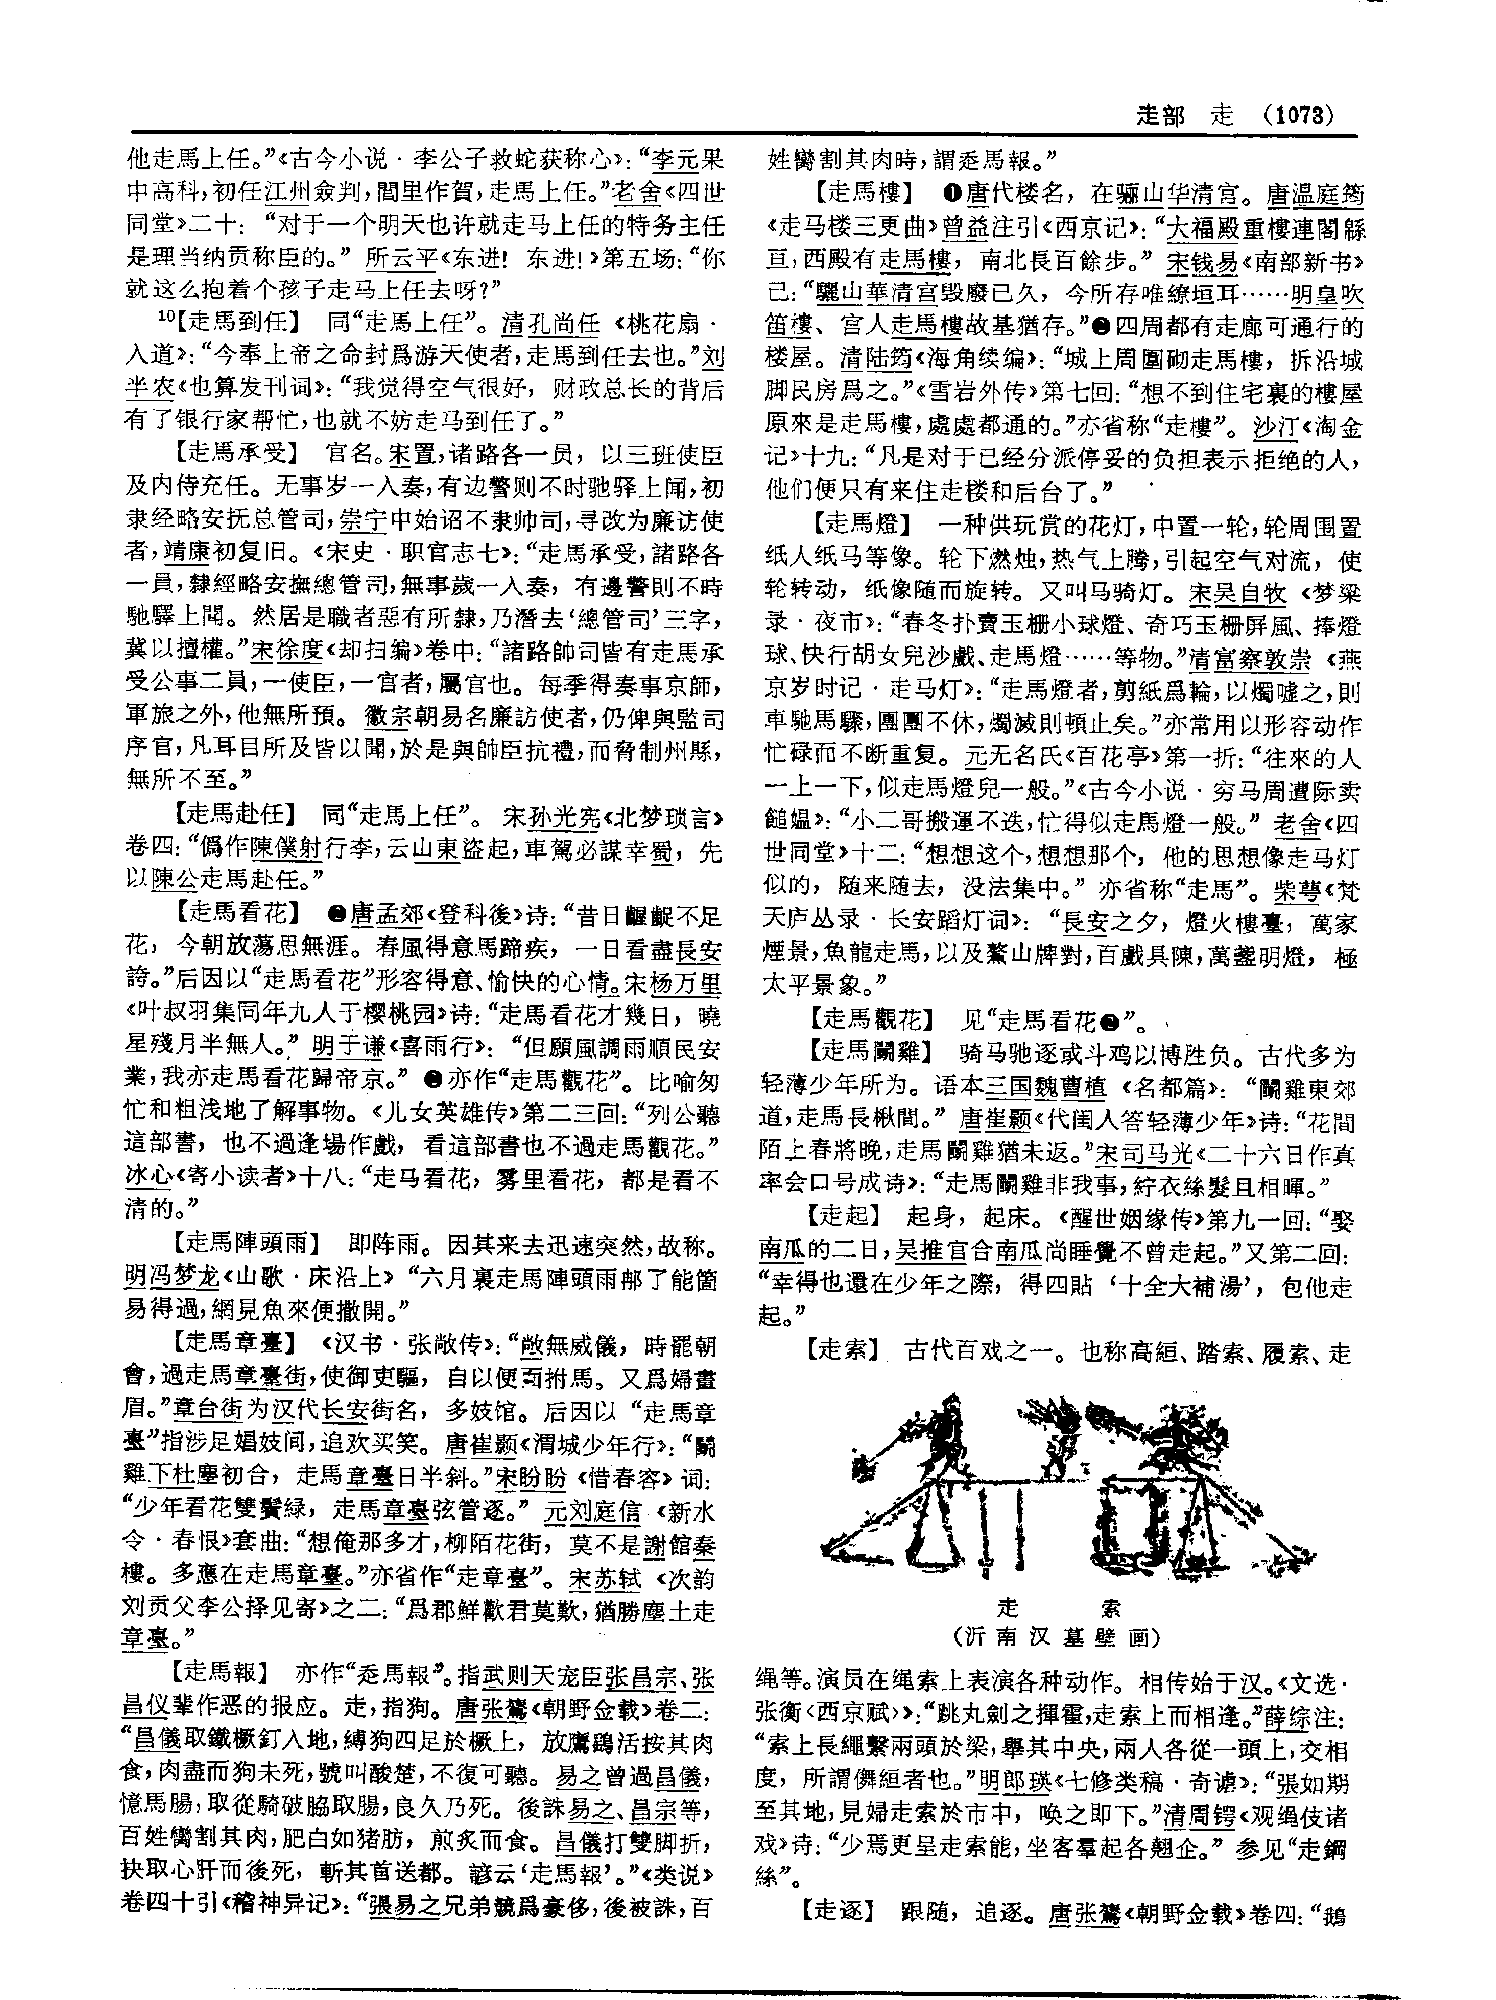 走部　走　（1073）
他走馬上任。”《古今小说·李公子救蛇获称心》：“李元果
中高科，初任江州僉判，閭里作賀，走馬上任。”老舍《四世
同堂》二十：“对于一个明天也许就走马上任的特务主任
是理当纳贡称臣的。”所云平《东进！东进！》第五场：“你
就这么抱着个孩子走马上任去呀？”
10【走馬到任】　同“走馬上任”。清孔尚任《桃花扇·
入道》：“今奉上帝之命封爲游天使者，走馬到任去也。”刘
半农《也算发刊词》：“我觉得空气很好，财政总长的背后
有了银行家帮忙，也就不妨走马到任了。”
【走馬承受】　官名。宋置，诸路各一员，以三班使臣
及内侍充任。无事岁一入奏，有边警则不时驰驿上闻，初
隶经略安抚总管司，崇宁中始诏不隶帅司，寻改为廉访使
者，靖康初复旧。《宋史·职官志七》：“走馬承受，諸路各
一員，隸經略安撫總管司，無事歲一入奏，有邊警則不時
馳驛上聞。然居是職者惡有所隸，乃潛去‘總管司’三字，
冀以擅權。”宋徐度《却扫编》卷中：“諸路帥司皆有走馬承
受公事二員，一使臣，一宦者，屬官也。每季得奏事京師，
軍旅之外，他無所預。徽宗朝易名廉訪使者，仍俾與監司
序官，凡耳目所及皆以聞，於是與帥臣抗禮，而脅制州縣，
無所不至。”
【走馬赴任】　同“走馬上任”。宋孙光宪《北梦琐言》
卷四：“僞作陳僕射行李，云山東盜起，車駕必謀幸蜀，先
以陳公走馬赴任。”
【走馬看花】　❶唐孟郊《登科後》诗：“昔日齷齪不足
花，今朝放蕩思無涯。春風得意馬蹄疾，一日看盡長安
誇。”后因以“走馬看花”形容得意、愉快的心情。宋杨万里
《叶叔羽集同年九人于樱桃园》诗：“走馬看花才幾日，曉
星殘月半無人。”明于谦《喜雨行》：“但願風調雨順民安
業，我亦走馬看花歸帝京。”❷亦作“走馬觀花”。比喻匆
忙和粗浅地了解事物。《儿女英雄传》第二三回：“列公聽
這部書，也不過逢場作戲，看這部書也不過走馬觀花。”
冰心《寄小读者》十八：“走马看花，雾里看花，都是看不
清的。”
【走馬陣頭雨】　即阵雨。因其来去迅速突然，故称。
明冯梦龙《山歌·床沿上》“六月裏走馬陣頭雨那了能箇
易得過，網見魚來便撒開。”
【走馬章臺】　《汉书·张敞传》：“敞無威儀，時罷朝
會，過走馬章臺街，使御吏驅，自以便面拊馬。又爲婦畫
眉。”章台街为汉代长安街名，多妓馆。后因以“走馬章
臺”指涉足娼妓间，追欢买笑。唐崔颢《渭城少年行》：“鬭
雞下杜塵初合，走馬章臺日半斜。”宋盼盼《惜春容》词：
“少年看花雙鬢緑，走馬章臺弦管逐。”元刘庭信《新水
令·春恨》套曲：“想俺那多才，柳陌花街，莫不是謝館秦
樓。多應在走馬章臺。”亦省作“走章臺”。宋苏轼《次韵
刘贡父李公择见寄》之二：“爲郡鮮歡君莫歎，猶勝塵土走
章臺。”
【走馬報】　亦作“赱馬報”。指武则天宠臣张昌宗、张
昌仪辈作恶的报应。走，指狗。唐张鷟《朝野佥载》卷二：
“昌儀取鐵橛釘入地，縛狗四足於橛上，放鷹鷂活按其肉
食，肉盡而狗未死，號叫酸楚，不復可聽。易之曾過昌儀，
憶馬腸，取從騎破脇取腸，良久乃死。後誅易之、昌宗等，
百姓臠割其肉，肥白如猪肪，煎炙而食。昌儀打雙脚折，
抉取心肝而後死，斬其首送都。諺云‘走馬報’。”《类说》
卷四十引《稽神异记》：“張易之兄弟競爲豪侈，後被誅，百
姓臠割其肉時，謂赱馬報。”
【走馬樓】　❶唐代楼名，在骊山华清宫。唐温庭筠
《走马楼三更曲》曾益注引《西京记》：“大福殿重樓連閣緜
亘，西殿有走馬樓，南北長百餘步。”宋钱易《南部新书》
己：“驪山華清宮毀廢已久，今所存唯繚垣耳……明皇吹
笛樓、宮人走馬樓故基猶存。”❷四周都有走廊可通行的
楼屋。清陆筠《海角续编》：“城上周圍砌走馬樓，拆沿城
脚民房爲之。”《雪岩外传》第七回：“想不到住宅裏的樓屋
原來是走馬樓，處處都通的。”亦省称“走樓”。沙汀《淘金
记》十九：“凡是对于已经分派停妥的负担表示拒绝的人，
他们便只有来住走楼和后台了。”
【走馬燈】　一种供玩赏的花灯，中置一轮，轮周围置
纸人纸马等像。轮下燃烛，热气上腾，引起空气对流，使
轮转动，纸像随而旋转。又叫马骑灯。宋吴自牧《梦粱
录·夜市》：“春冬扑賣玉栅小球燈、奇巧玉栅屏風、捧燈
球、快行胡女兒沙戲、走馬燈……等物。”清富察敦崇《燕
京岁时记·走马灯》：“走馬燈者，剪紙爲輪，以燭噓之，則
車馳馬驟，團團不休，燭滅則頓止矣。”亦常用以形容动作
忙碌而不断重复。元无名氏《百花亭》第一折：“往來的人
一上一下，似走馬燈兒一般。”《古今小说·穷马周遭际卖
䭔媪》：“小二哥搬運不迭，忙得似走馬燈一般。”老舍《四
世同堂》十二：“想想这个，想想那个，他的思想像走马灯
似的，随来随去，没法集中。”亦省称“走馬”。柴萼《梵
天庐丛录·长安蹈灯词》：“長安之夕，燈火樓臺，萬家
煙景，魚龍走馬，以及鰲山牌對，百戲具陳，萬盞明燈，極
太平景象。”
【走馬觀花】　见“走馬看花❷”。
【走馬鬭雞】　骑马驰逐或斗鸡以博胜负。古代多为
轻薄少年所为。语本三国魏曹植《名都篇》：“鬭雞東郊
道，走馬長楸間。”唐崔颢《代闺人答轻薄少年》诗：“花間
陌上春將晚，走馬鬭雞猶未返。”宋司马光《二十六日作真
率会口号成诗》：“走馬鬭雞非我事，紵衣絲髮且相暉。”
【走起】　起身，起床。《醒世姻缘传》第九一回：“娶
南瓜的二日，吴推官合南瓜尚睡覺不曾走起。”又第二回：
“幸得也還在少年之際，得四貼‘十全大補湯’，包他走
起。”
【走索】　古代百戏之一。也称高絙、踏索、履索、走
走　索
（沂南汉墓壁画）
绳等。演员在绳索上表演各种动作。相传始于汉。《文选·
张衡〈西京赋〉》：“跳丸劍之揮霍，走索上而相逢。”薛综注：
“索上長繩繫兩頭於梁，舉其中央，兩人各從一頭上，交相
度，所謂儛絙者也。”明郎瑛《七修类稿·奇谑》：“張如期
至其地，見婦走索於市中，唤之即下。”清周锷《观绳伎诸
戏》诗：“少焉更呈走索能，坐客羣起各翹企。”参见“走鋼
絲”。
【走逐】　跟随，追逐。唐张鷟《朝野佥载》卷四：“鵝